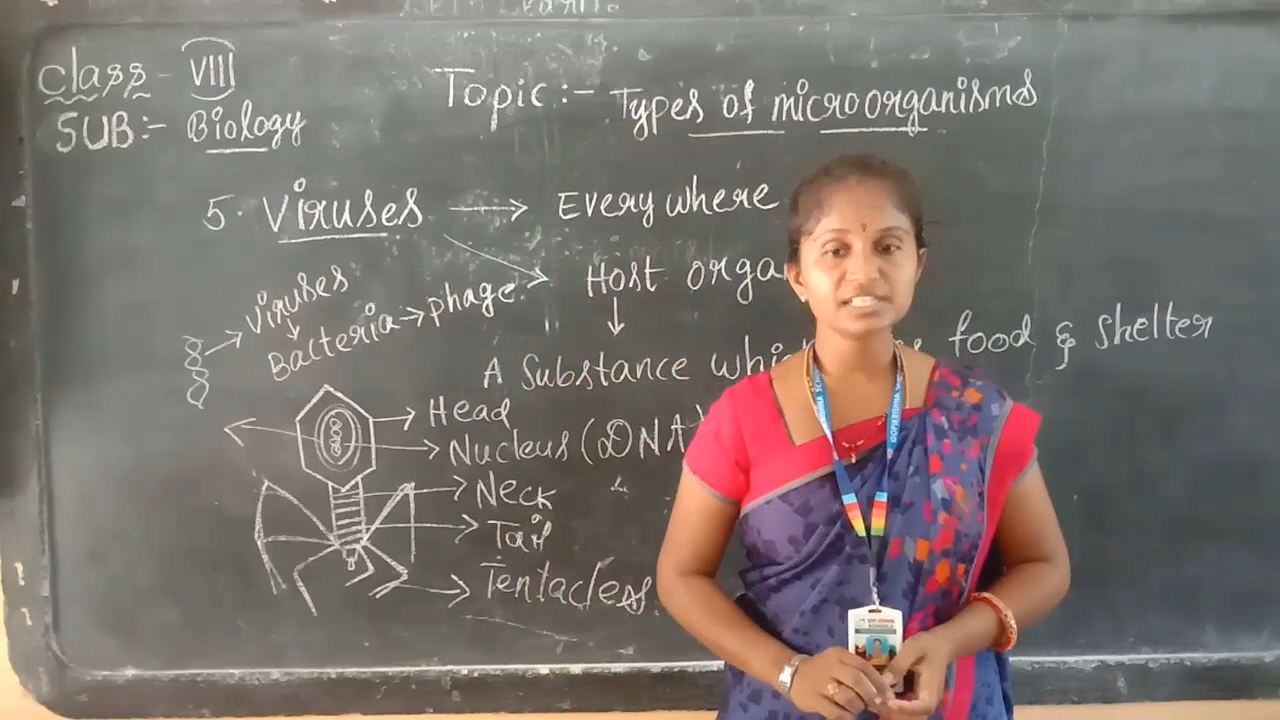 Class - VIII
SUB:- Biology
Topic:- Types of microorganisms
5. Viruses → Every where
Host orga
Viruses
Bacteria → phage
A Substance whi food & shelter
Head
Nucleus (DNA)
Neck
Tail
Tentacless